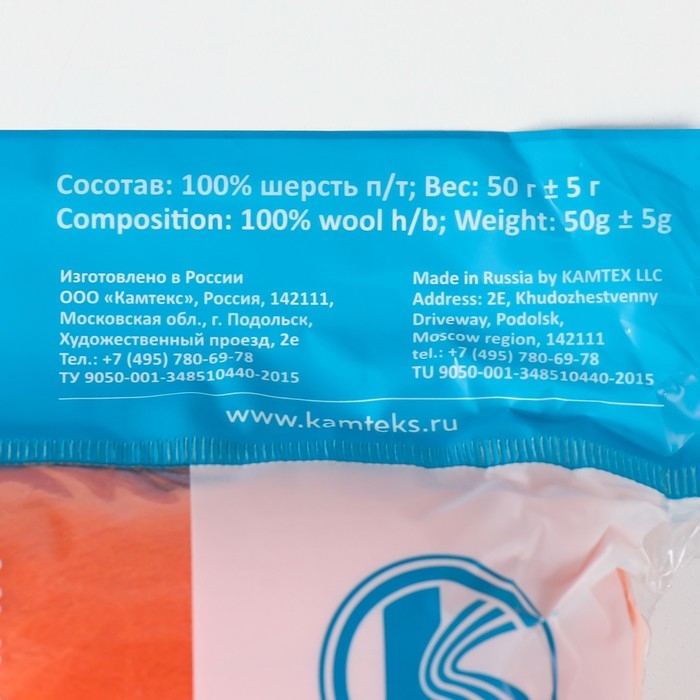 Сосотав: 100% шерсть п/т; Вес: 50 г ± 5 г
Composition: 100% wool h/b; Weight: 50g ± 5g
Изготовлено в России
ООО «Камтекс», Россия, 142111,
Московская обл., г. Подольск,
Художественный проезд, 2е
Тел.: +7 (495) 780-69-78
ТУ 9050-001-348510440-2015
Made in Russia by KAMTEX LLC
Address: 2E, Khudozhestvenny
Driveway, Podolsk,
Moscow region, 142111
tel.: +7 (495) 780-69-78
TU 9050-001-348510440-2015
www.kamteks.ru